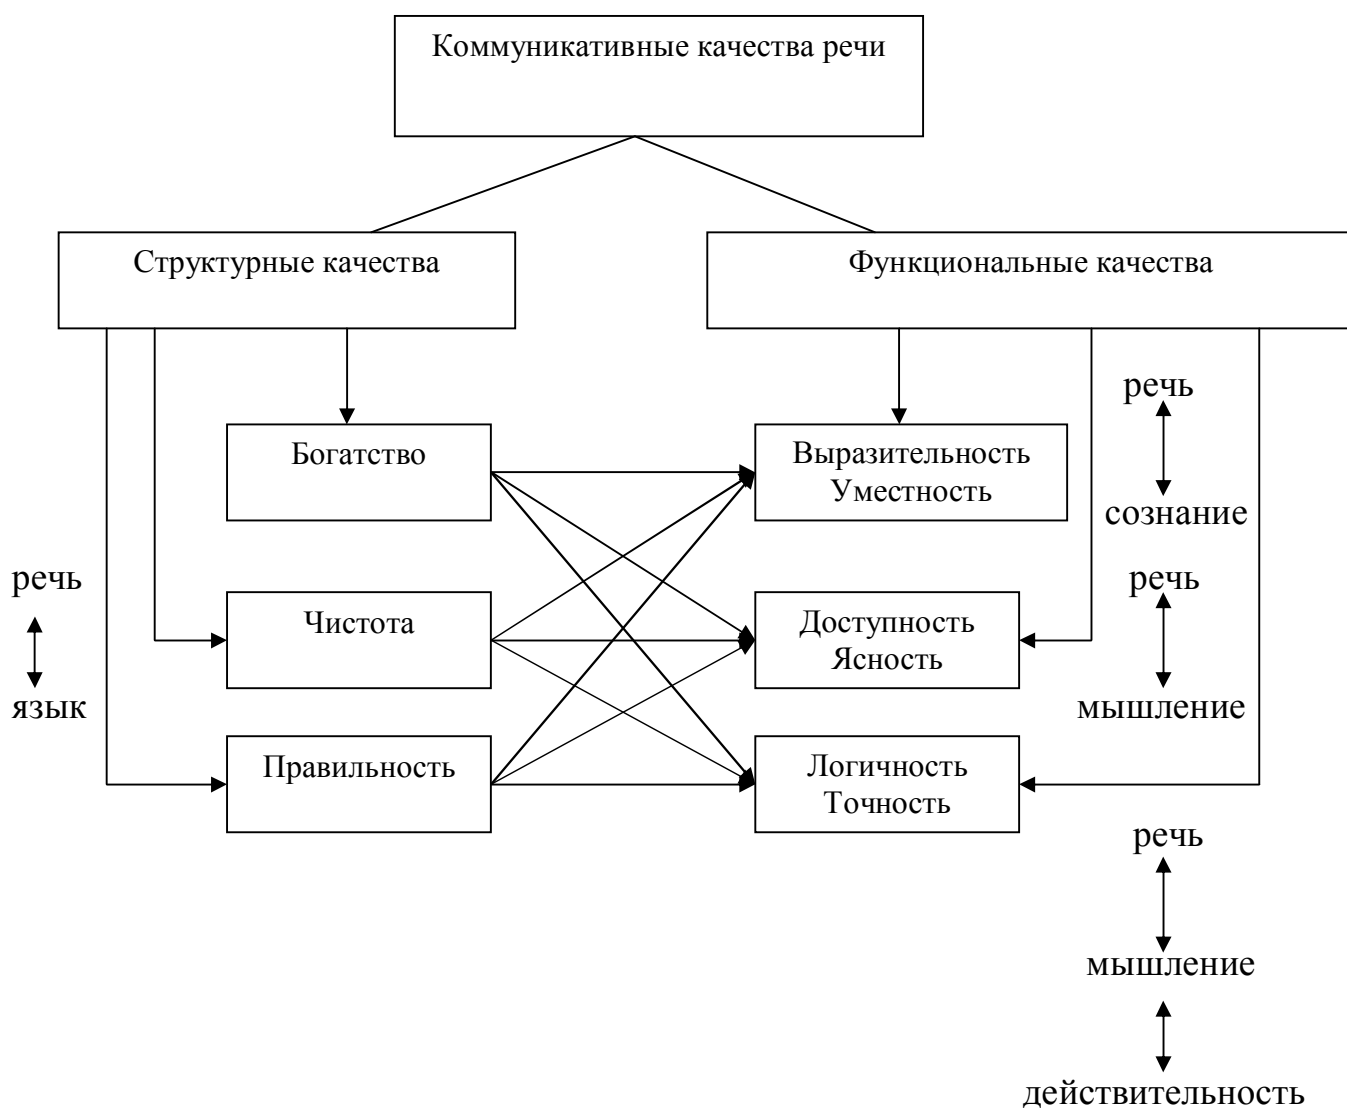 Коммуникативные качества речи
Структурные качества
Функциональные качества
речь
сознание
Богатство
Выразительность
Уместность
речь
язык
Чистота
Доступность
Ясность
речь
мышление
Правильность
Логичность
Точность
речь
мышление
действительность